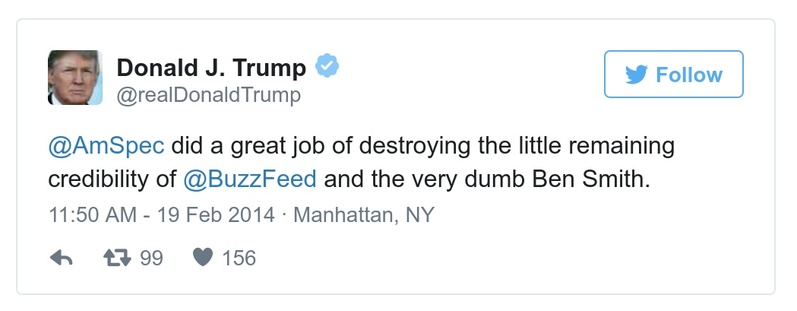 Donald J. Trump
@realDonaldTrump
Follow
@AmSpec did a great job of destroying the little remaining
credibility of @BuzzFeed and the very dumb Ben Smith.
11:50 AM - 19 Feb 2014 · Manhattan, NY
99 156